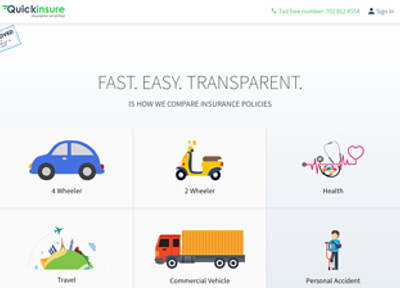 Quickinsure
Insurance simplified
Toll free number: 702 812 4554
Sign In
OVED
FAST. EASY. TRANSPARENT.
IS HOW WE COMPARE INSURANCE POLICIES
4 Wheeler
2 Wheeler
Health
Travel
Commercial Vehicle
Personal Accident